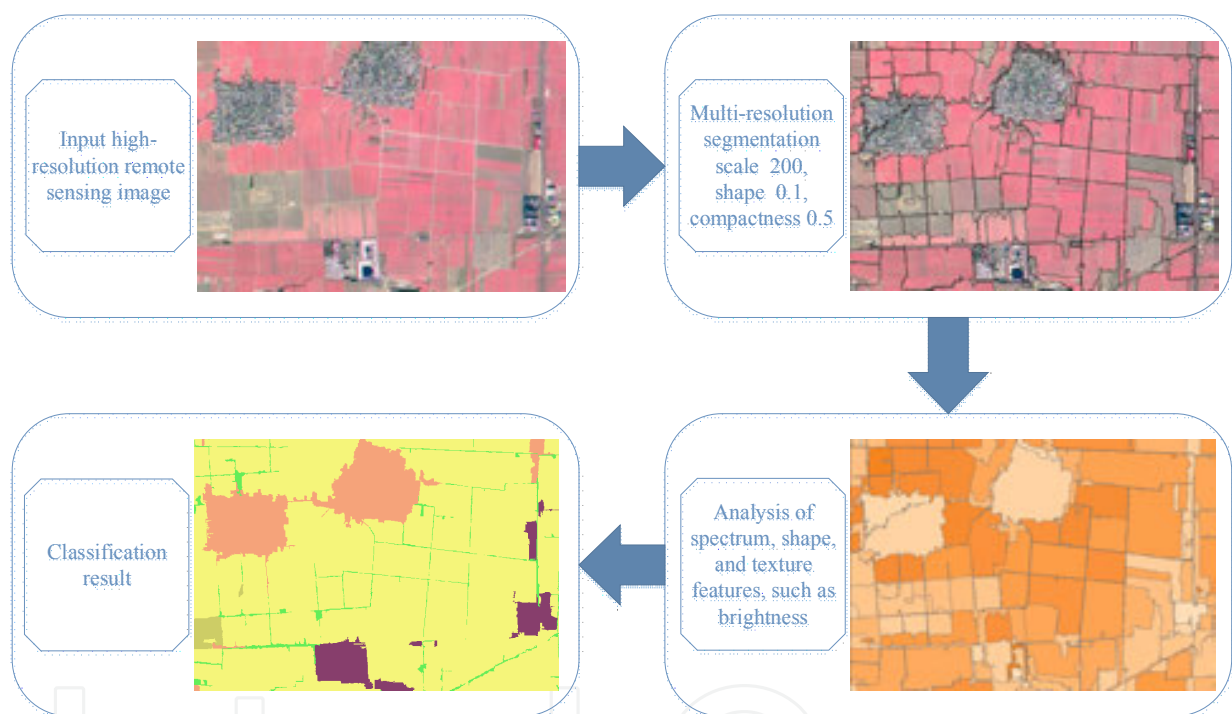 Input high-
resolution remote
sensing image
Multi-resolution
segmentation
scale 200,
shape 0.1,
compactness 0.5
Analysis of
spectrum, shape,
and texture
features, such as
brightness
Classification
result